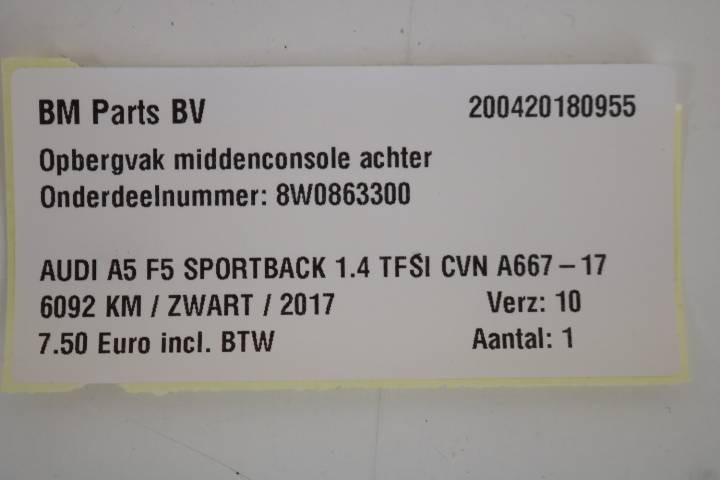 BM Parts BV 200420180955
Opbergvak middenconsole achter
Onderdeelnummer: 8W0863300
AUDI A5 F5 SPORTBACK 1.4 TFSI CVN A667-17
6092 KM / ZWART / 2017 Verz: 10
7.50 Euro incl. BTW Aantal: 1